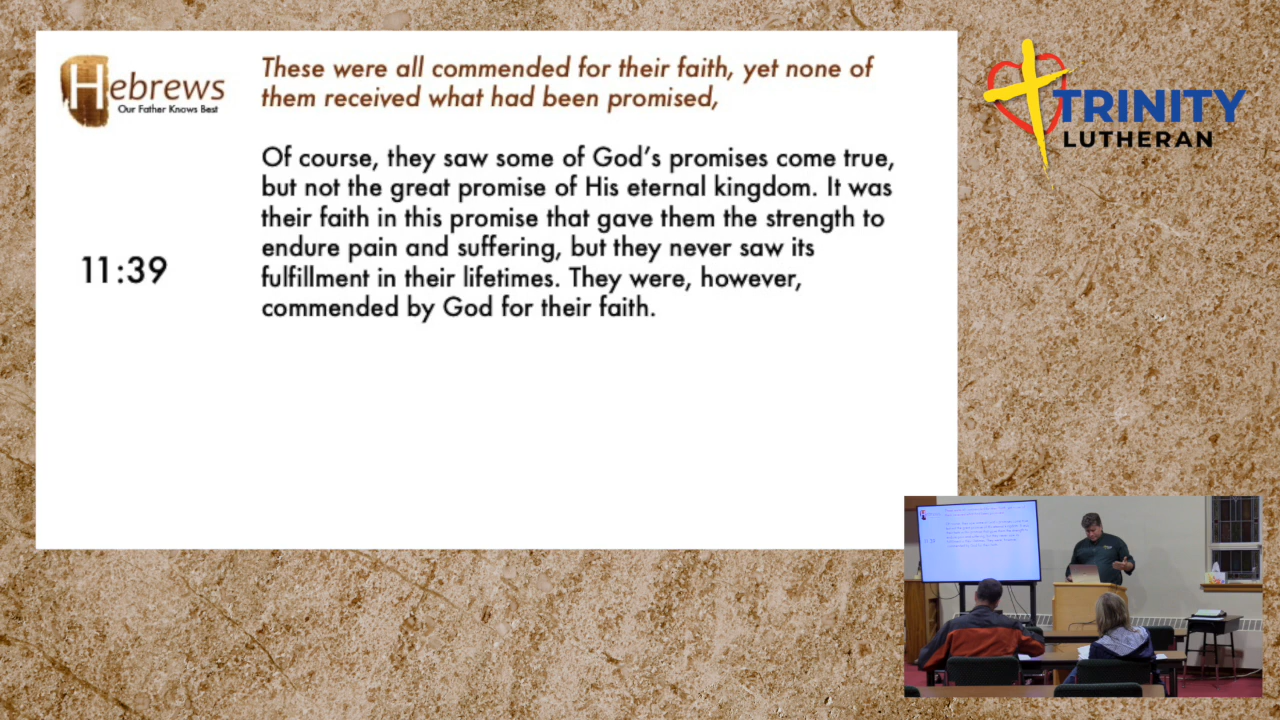 Hebrews
Our Father Knows Best
These were all commended for their faith, yet none of
them received what had been promised,
Of course, they saw some of God's promises come true,
but not the great promise of His eternal kingdom. It was
their faith in this promise that gave them the strength to
endure pain and suffering, but they never saw its
fulfillment in their lifetimes. They were, however,
commended by God for their faith.
11:39
TRINITY
LUTHERAN